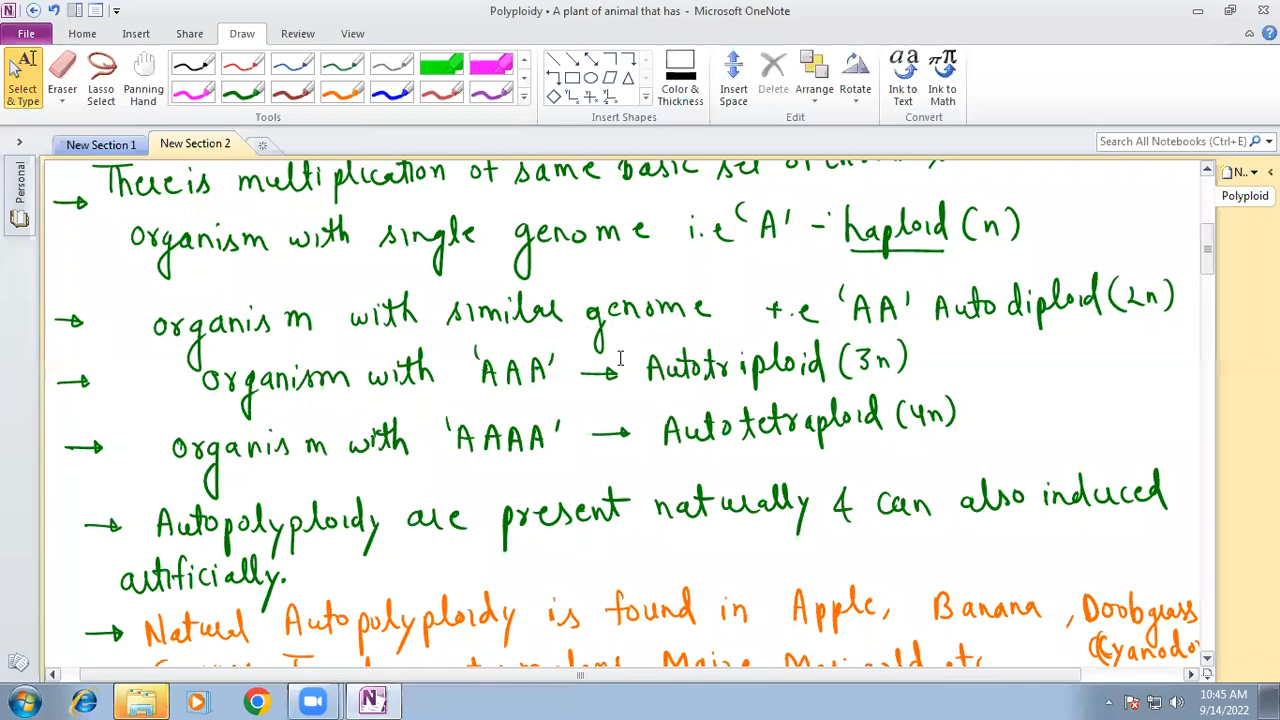 Polyploidy - A plant of animal that has - Microsoft OneNote
File Home Insert Share Draw Review View
Select & Type
Eraser
Lasso Select
Panning Hand
Color & Thickness
Insert Space
Delete
Arrange
Rotate
Ink to Text
Ink to Math
Tools
Insert Shapes
Edit
Convert
New Section 1
New Section 2
Search All Notebooks (Ctrl+E)
Personal
N..
Polyploid
→ There is multiplication of same basic set of
organism with single genome i.e 'A' - haploid (n)
→ organism with similar genome i.e 'AA' Autodiploid (2n)
→ organism with 'AAA' → Autotriploid (3n)
→ organism with 'AAAA' → Autotetraploid (4n)
→ Autopolyploidy are present naturally & can also induced
artificially.
→ Natural Autopolyploidy is found in Apple, Banana, Doobgrass
(Cyanodo
Maize, Marigold etc
10:45 AM
9/14/2022